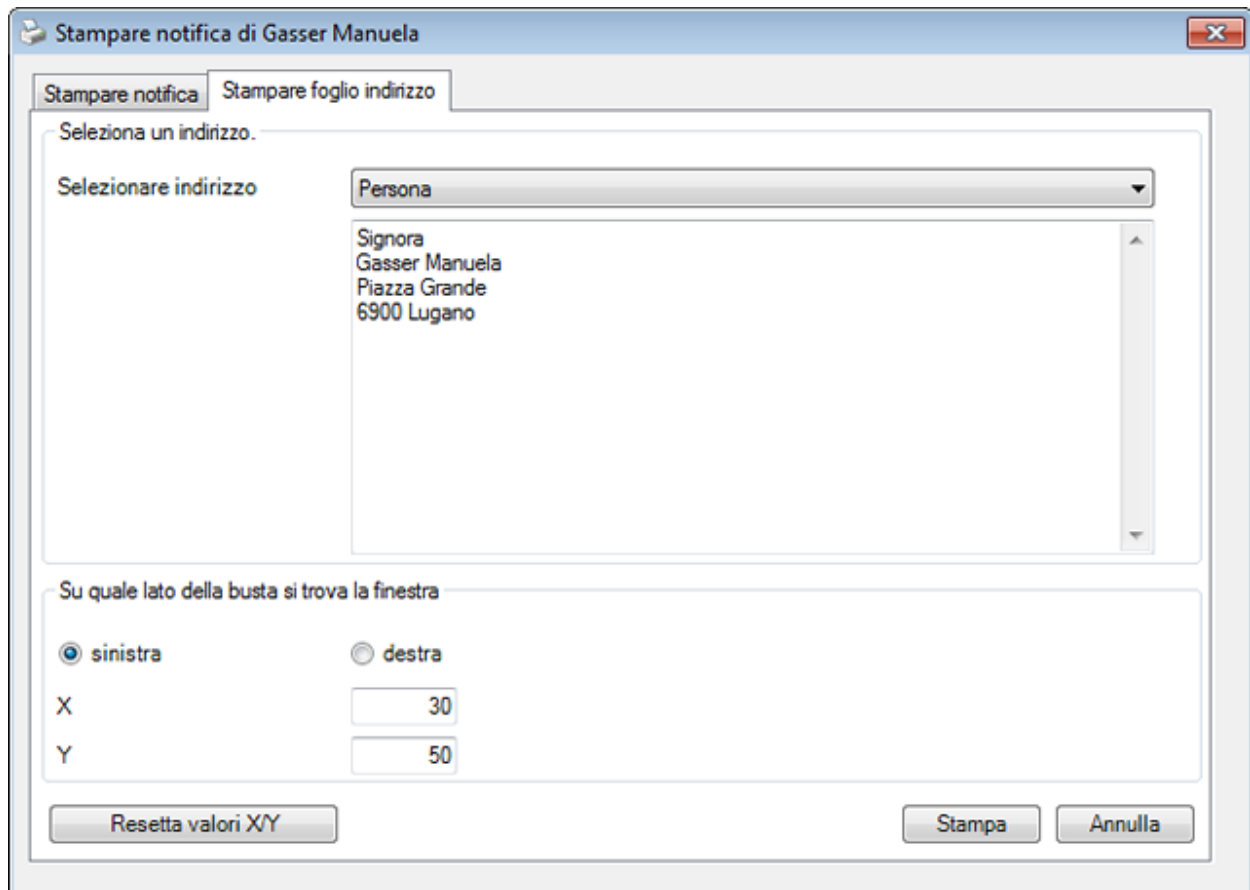 Stampare notifica di Gasser Manuela
Stampare notifica
Stampare foglio indirizzo
Seleziona un indirizzo.
Selezionare indirizzo
Persona
Signora
Gasser Manuela
Piazza Grande
6900 Lugano
Su quale lato della busta si trova la finestra
sinistra
destra
X
30
Y
50
Resetta valori X/Y
Stampa
Annulla